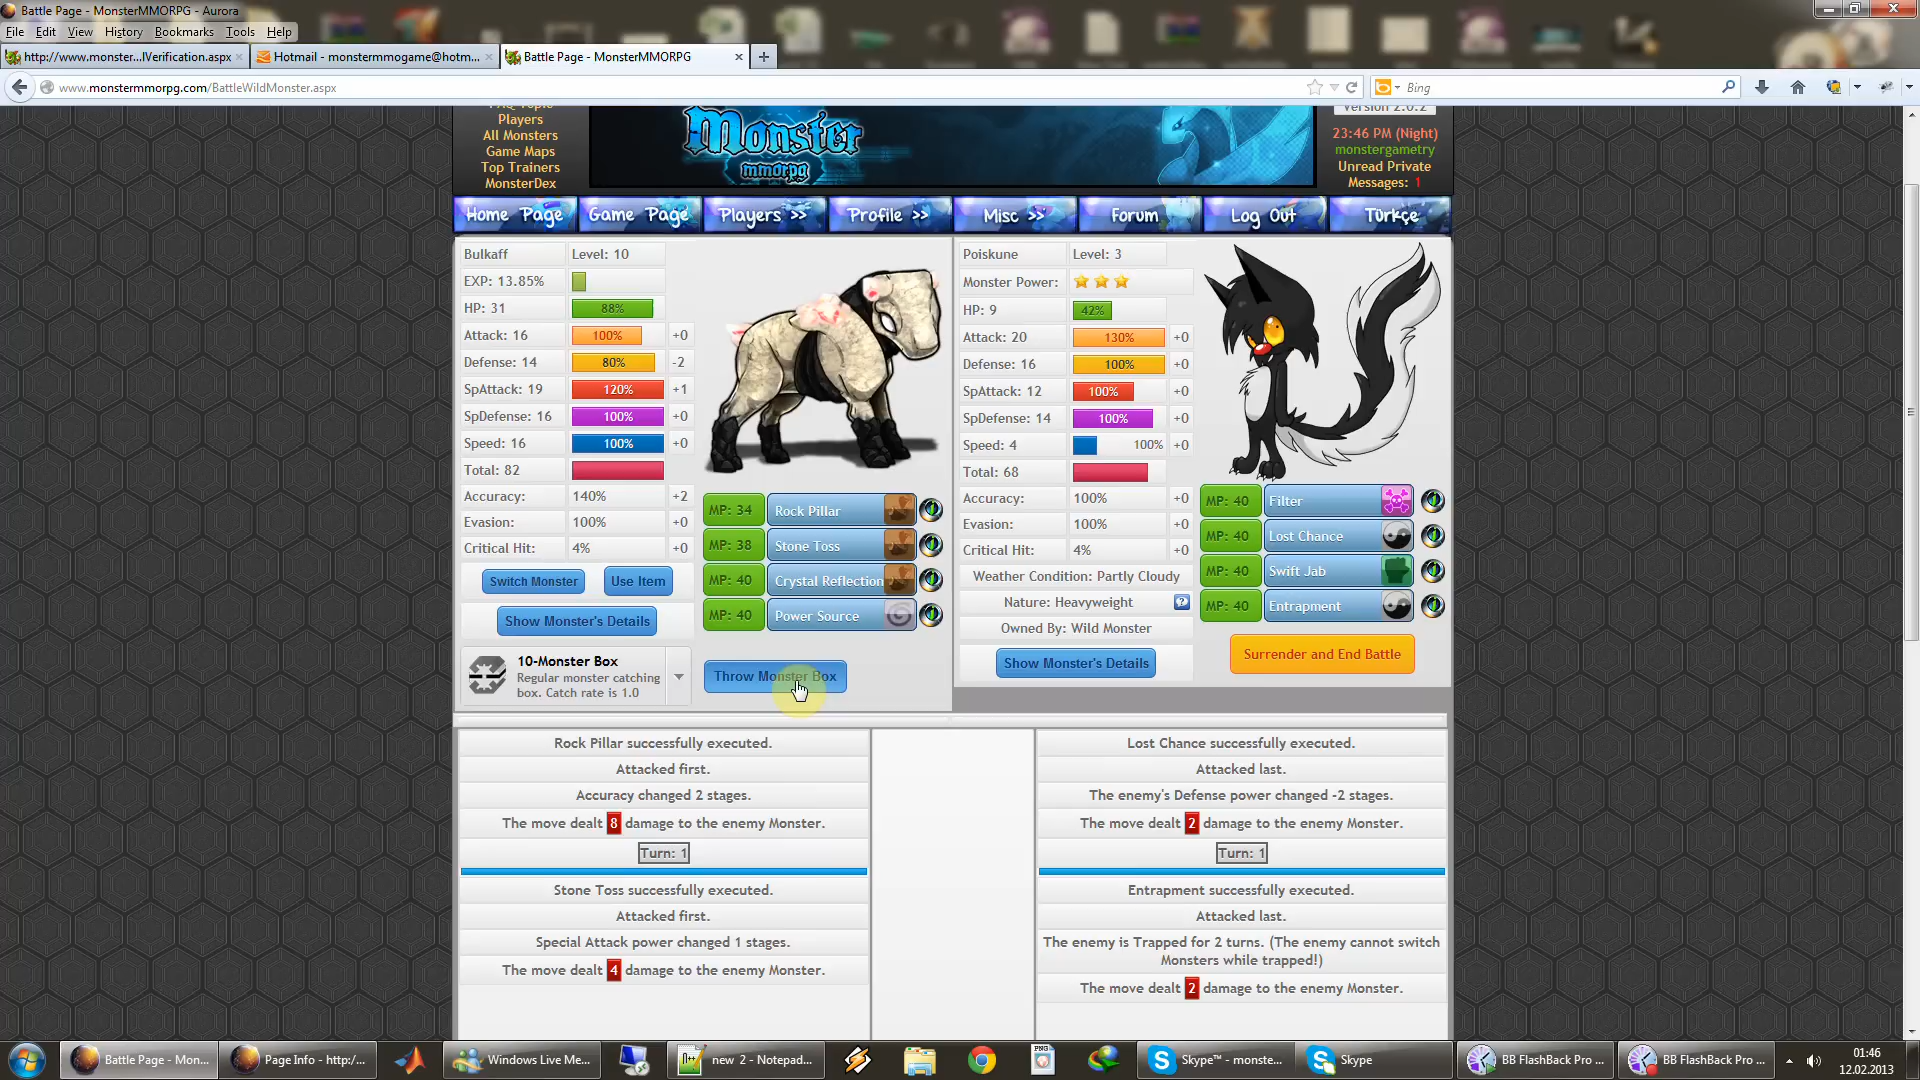 Battle Page - MonsterMMORPG - Aurora
File Edit View History Bookmarks Tools Help
http://www.monster...lVerification.aspx
Hotmail - monstermmogame@hotm...
Battle Page - MonsterMMORPG
www.monstermmorpg.com/BattleWildMonster.aspx
Bing
FAQ Topic
Players
All Monsters
Game Maps
Top Trainers
MonsterDex
Monster
mmorpg
Version 2.0.2
23:46 PM (Night)
monstergametry
Unread Private
Messages: 1
Home Page
Game Page
Players >>
Profile >>
Misc >>
Forum
Log Out
Türkçe
Bulkaff Level: 10
EXP: 13.85%
HP: 31 88%
Attack: 16 100% +0
Defense: 14 80% -2
SpAttack: 19 120% +1
SpDefense: 16 100% +0
Speed: 16 100% +0
Total: 82
Accuracy: 140% +2
Evasion: 100% +0
Critical Hit: 4% +0
Switch Monster Use Item
Show Monster's Details
10-Monster Box
Regular monster catching
box. Catch rate is 1.0
MP: 34 Rock Pillar
MP: 38 Stone Toss
MP: 40 Crystal Reflection
MP: 40 Power Source
Throw Monster Box
Poiskune Level: 3
Monster Power:
HP: 9 42%
Attack: 20 130% +0
Defense: 16 100% +0
SpAttack: 12 100% +0
SpDefense: 14 100% +0
Speed: 4 100% +0
Total: 68
Accuracy: 100% +0
Evasion: 100% +0
Critical Hit: 4% +0
Weather Condition: Partly Cloudy
Nature: Heavyweight ?
Owned By: Wild Monster
Show Monster's Details
MP: 40 Filter
MP: 40 Lost Chance
MP: 40 Swift Jab
MP: 40 Entrapment
Surrender and End Battle
Rock Pillar successfully executed.
Attacked first.
Accuracy changed 2 stages.
The move dealt 8 damage to the enemy Monster.
Turn: 1
Stone Toss successfully executed.
Attacked first.
Special Attack power changed 1 stages.
The move dealt 4 damage to the enemy Monster.
Lost Chance successfully executed.
Attacked last.
The enemy's Defense power changed -2 stages.
The move dealt 2 damage to the enemy Monster.
Turn: 1
Entrapment successfully executed.
Attacked last.
The enemy is Trapped for 2 turns. (The enemy cannot switch
Monsters while trapped!)
The move dealt 2 damage to the enemy Monster.
Battle Page - Mon...
Page Info - http:/...
Windows Live Me...
new 2 - Notepad...
PNG
Skype™ - monste...
Skype
BB FlashBack Pro ...
BB FlashBack Pro ...
01:46
12.02.2013